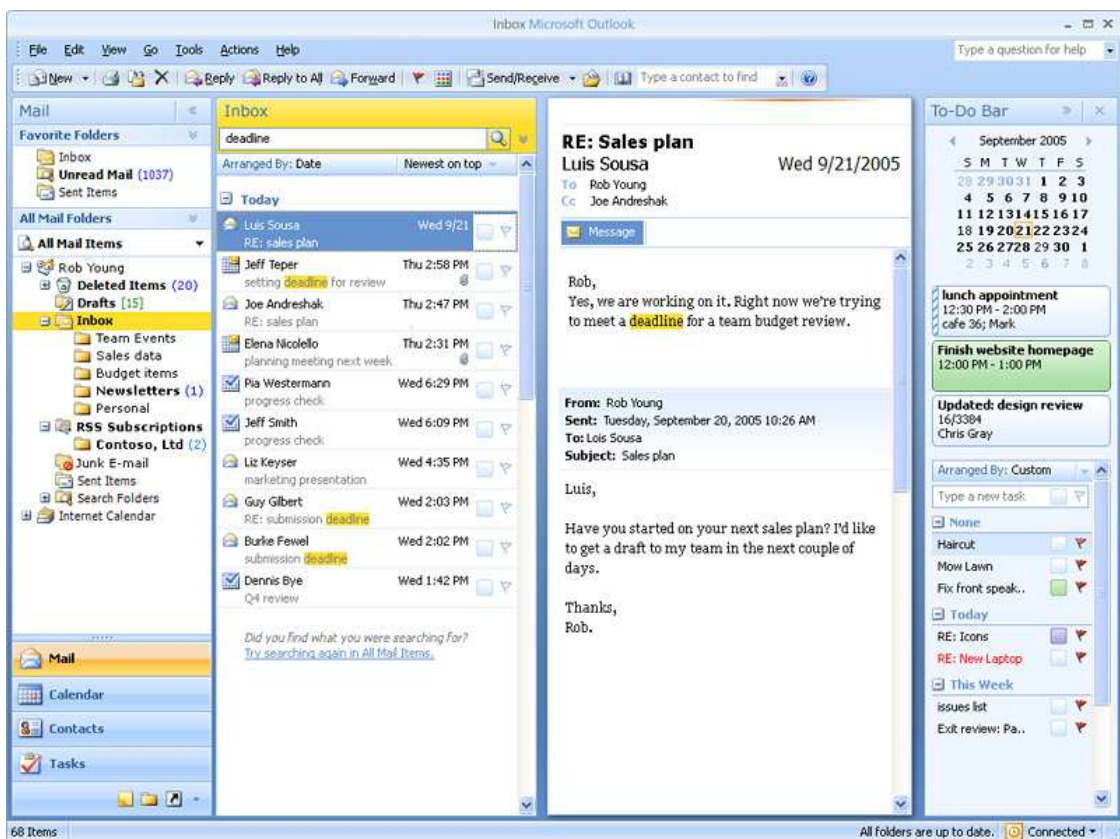 Inbox Microsoft Outlook
File Edit View Go Tools Actions Help
Type a question for help
New Reply Reply to All Forward Send/Receive Type a contact to find
Mail
Favorite Folders
Inbox
Unread Mail (1037)
Sent Items
All Mail Folders
All Mail Items
Rob Young
Deleted Items (20)
Drafts [15]
Inbox
Team Events
Sales data
Budget items
Newsletters (1)
Personal
RSS Subscriptions
Contoso, Ltd (2)
Junk E-mail
Sent Items
Search Folders
Internet Calendar
Mail
Calendar
Contacts
Tasks
Inbox
deadline
Arranged By: Date Newest on top
Today
Luis Sousa Wed 9/21
RE: sales plan
Jeff Teper Thu 2:58 PM
setting deadline for review
Joe Andreshak Thu 2:47 PM
RE: sales plan
Elena Nicolello Thu 2:31 PM
planning meeting next week
Pia Westermann Wed 6:29 PM
progress check
Jeff Smith Wed 6:09 PM
progress check
Liz Keyser Wed 4:35 PM
marketing presentation
Guy Gilbert Wed 2:03 PM
RE: submission deadline
Burke Fewel Wed 2:02 PM
submission deadline
Dennis Bye Wed 1:42 PM
Q4 review
Did you find what you were searching for?
Try searching again in All Mail Items.
RE: Sales plan
Luis Sousa Wed 9/21/2005
To Rob Young
Cc Joe Andreshak
Message
Rob,
Yes, we are working on it. Right now we're trying
to meet a deadline for a team budget review.
From: Rob Young
Sent: Tuesday, September 20, 2005 10:26 AM
To: Lois Sousa
Subject: Sales plan
Luis,
Have you started on your next sales plan? I'd like
to get a draft to my team in the next couple of
days.
Thanks,
Rob.
To-Do Bar
September 2005
S M T W T F S
28 29 30 31 1 2 3
4 5 6 7 8 9 10
11 12 13 14 15 16 17
18 19 20 21 22 23 24
25 26 27 28 29 30 1
2 3 4 5 6 7 8
lunch appointment
12:30 PM - 2:00 PM
cafe 36; Mark
Finish website homepage
12:00 PM - 1:00 PM
Updated: design review
16/3384
Chris Gray
Arranged By: Custom
Type a new task
None
Haircut
Mow Lawn
Fix front speak..
Today
RE: Icons
RE: New Laptop
This Week
issues list
Exit review: Pa..
68 Items
All folders are up to date. Connected